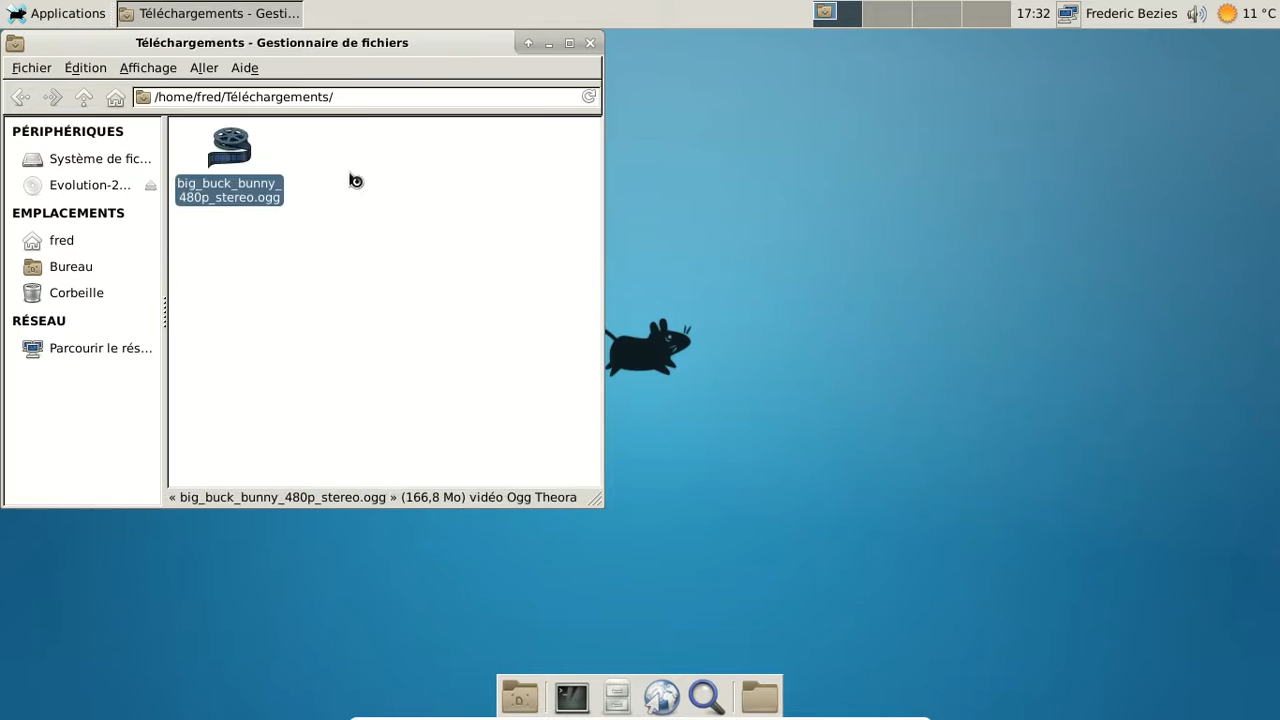 Applications
Téléchargements - Gesti...
17:32
Frederic Bezies
11 °C
Téléchargements - Gestionnaire de fichiers
Fichier
Édition
Affichage
Aller
Aide
/home/fred/Téléchargements/
PÉRIPHÉRIQUES
Système de fic...
Evolution-2...
EMPLACEMENTS
fred
Bureau
Corbeille
RÉSEAU
Parcourir le rés...
big_buck_bunny_
480p_stereo.ogg
« big_buck_bunny_480p_stereo.ogg » (166,8 Mo) vidéo Ogg Theora